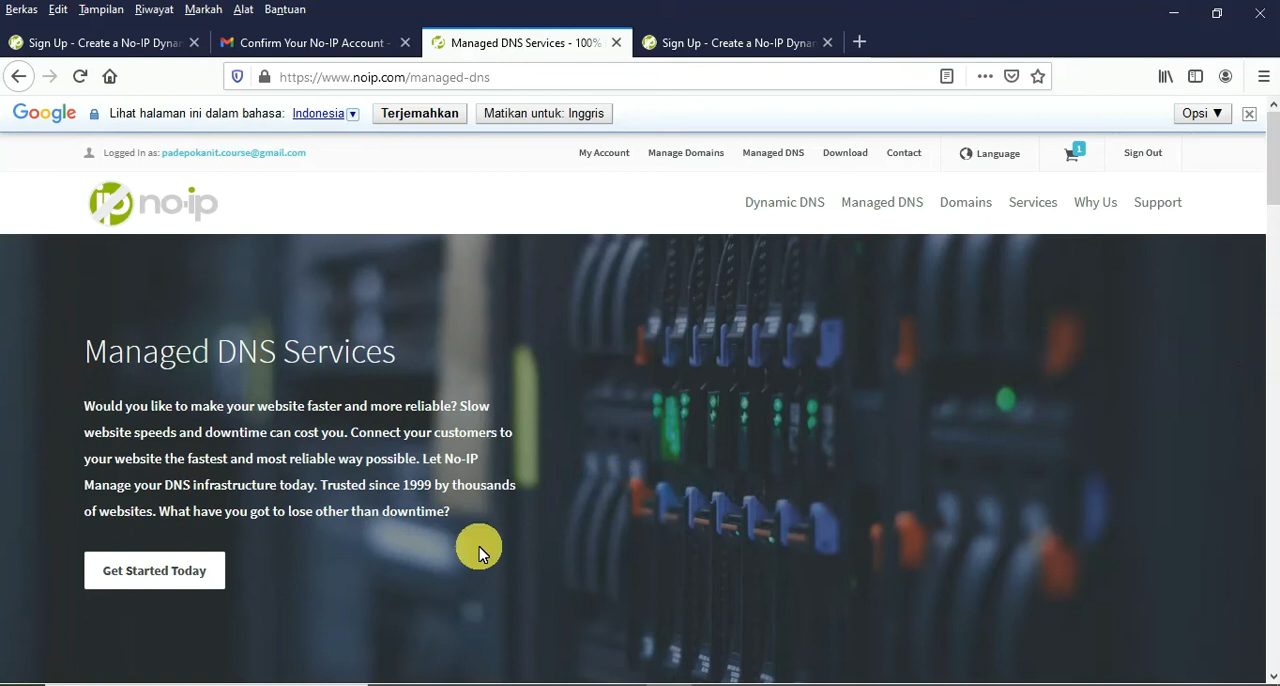 Berkas Edit Tampilan Riwayat Markah Alat Bantuan
Sign Up - Create a No-IP Dynan Confirm Your No-IP Account - Managed DNS Services - 100% Sign Up - Create a No-IP Dynan
https://www.noip.com/managed-dns
Google Lihat halaman ini dalam bahasa: Indonesia Terjemahkan Matikan untuk: Inggris Opsi ▼
Logged In as: padepokanit.course@gmail.com My Account Manage Domains Managed DNS Download Contact Language 1 Sign Out
no-ip Dynamic DNS Managed DNS Domains Services Why Us Support
Managed DNS Services
Would you like to make your website faster and more reliable? Slow
website speeds and downtime can cost you. Connect your customers to
your website the fastest and most reliable way possible. Let No-IP
Manage your DNS infrastructure today. Trusted since 1999 by thousands
of websites. What have you got to lose other than downtime?
Get Started Today